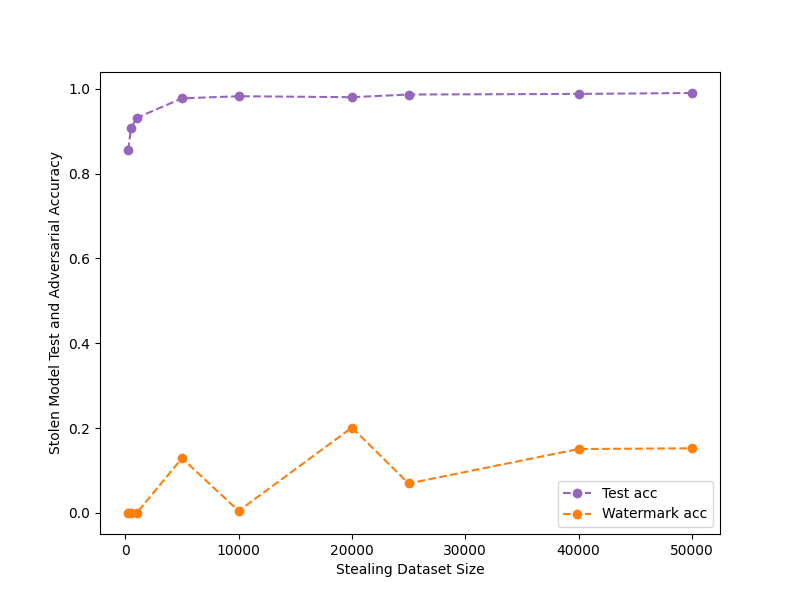 1.0
0.8
0.6
0.4
0.2
0.0
Stolen Model Test and Adversarial Accuracy
0 10000 20000 30000 40000 50000
Stealing Dataset Size
Test acc
Watermark acc